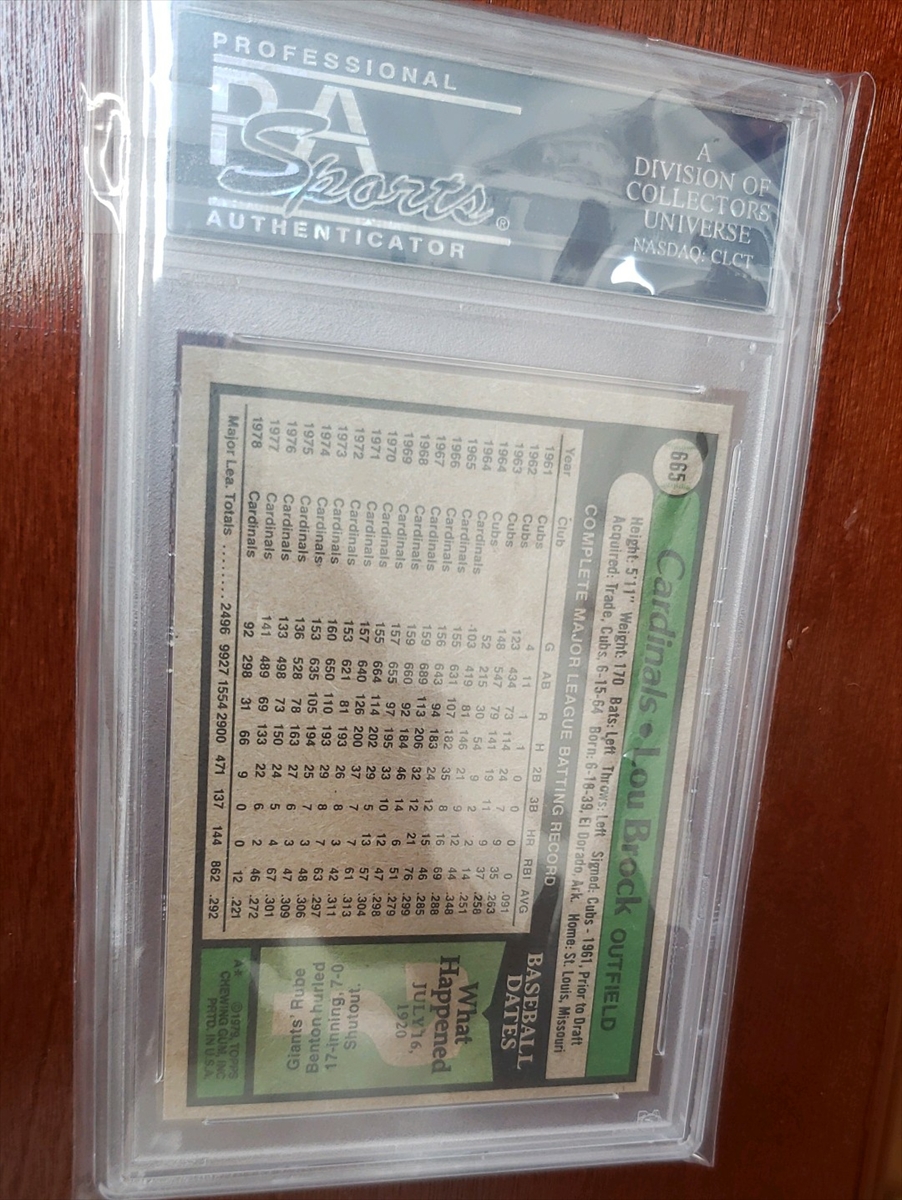 PROFESSIONAL
PSA
Sports®
AUTHENTICATOR
A
DIVISION OF
COLLECTORS
UNIVERSE
NASDAQ: CLCT
665
Cardinals • Lou Brock OUTFIELD
Height: 5'11" Weight: 170 Bats: Left Throws: Left Signed: Cubs - 1961, Prior to Draft
Acquired: Trade, Cubs, 6-15-64 Born: 6-18-39, El Dorado, Ark. Home: St. Louis, Missouri
COMPLETE MAJOR LEAGUE BATTING RECORD
Year Club G AB R H 2B 3B HR RBI AVG
1961 Cubs 4 11 1 1 0 0 0 0 .091
1962 Cubs 123 434 73 114 24 7 9 35 .263
1963 Cubs 148 547 79 141 19 11 9 37 .258
1964 Cubs 52 215 30 54 9 2 2 14 .251
1964 Cardinals 103 419 81 146 21 9 12 44 .348
1965 Cardinals 155 631 107 182 35 8 16 69 .288
1966 Cardinals 156 643 94 183 24 12 15 46 .285
1967 Cardinals 159 689 113 206 32 12 21 76 .299
1968 Cardinals 159 660 92 184 46 14 6 51 .279
1969 Cardinals 157 655 97 195 33 10 12 47 .298
1970 Cardinals 155 664 114 202 29 5 13 57 .304
1971 Cardinals 157 640 126 200 37 7 7 61 .313
1972 Cardinals 153 621 81 193 26 8 3 42 .311
1973 Cardinals 160 650 110 193 29 8 7 63 .297
1974 Cardinals 153 635 105 194 25 7 3 48 .306
1975 Cardinals 136 528 78 163 27 6 3 47 .309
1976 Cardinals 133 498 73 150 24 5 4 67 .301
1977 Cardinals 141 489 69 133 22 6 2 46 .272
1978 Cardinals 92 298 31 66 9 0 0 12 .221
Major Lea. Totals ........ 2496 9927 1554 2900 471 137 144 862 .292
BASEBALL
DATES
What
Happened
JULY 16,
1920
Giants' Rube
Benton hurled
17-inning, 7-0
Shutout.
A* ©1979, TOPPS
CHEWING GUM, INC.
PRTD. IN U.S.A.